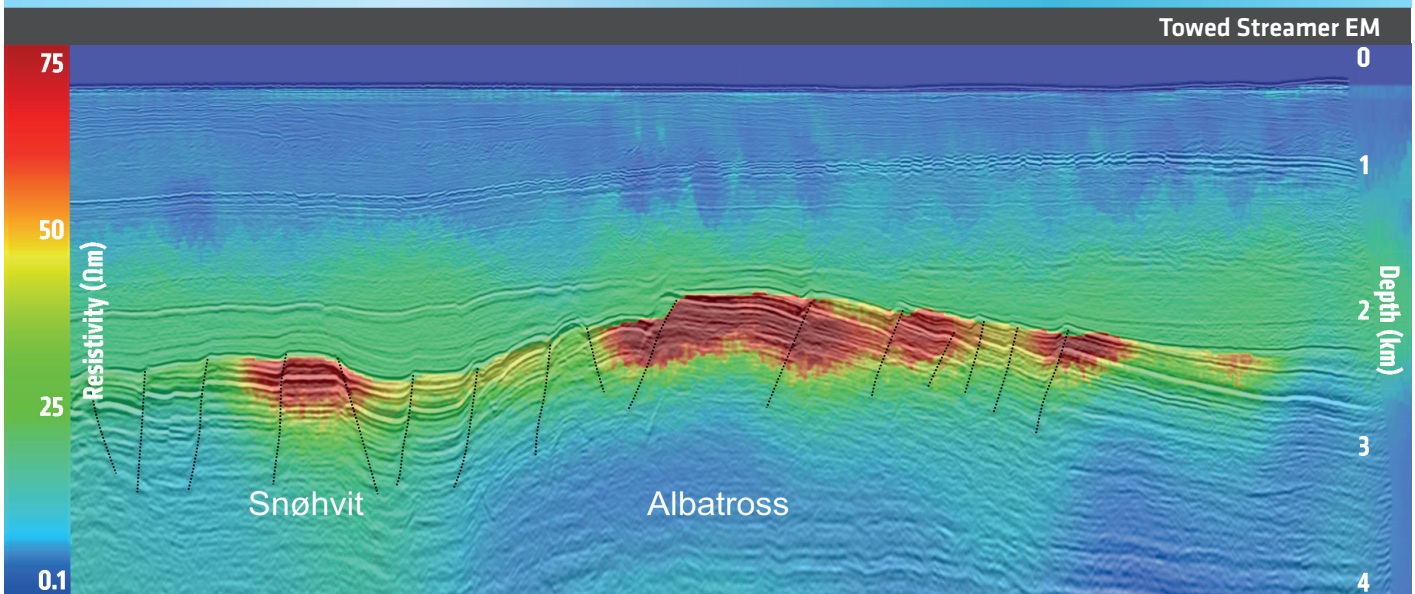 Towed Streamer EM
75
50
25
0.1
Resistivity (Ωm)
0
1
2
3
4
Depth (km)
Snøhvit
Albatross